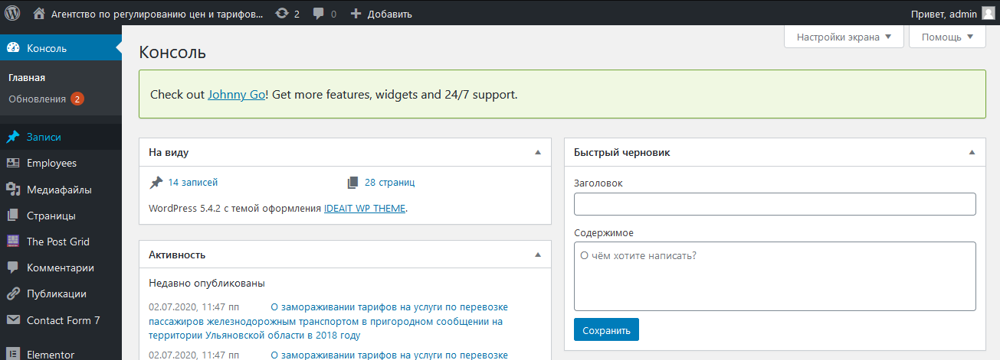 Агентство по регулированию цен и тарифов... 2 0 Добавить Привет, admin
Консоль
Главная
Обновления 2
Записи
Employees
Медиафайлы
Страницы
The Post Grid
Комментарии
Публикации
Contact Form 7
Elementor
Настройки экрана Помощь
Консоль
Check out Johnny Go! Get more features, widgets and 24/7 support.
На виду
14 записей 28 страниц
WordPress 5.4.2 с темой оформления IDEAIT WP THEME.
Активность
Недавно опубликованы
02.07.2020, 11:47 пп О замораживании тарифов на услуги по перевозке
пассажиров железнодорожным транспортом в пригородном сообщении на
территории Ульяновской области в 2018 году
02.07.2020, 11:47 пп О замораживании тарифов на услуги по перевозке
Быстрый черновик
Заголовок
Содержимое
О чём хотите написать?
Сохранить